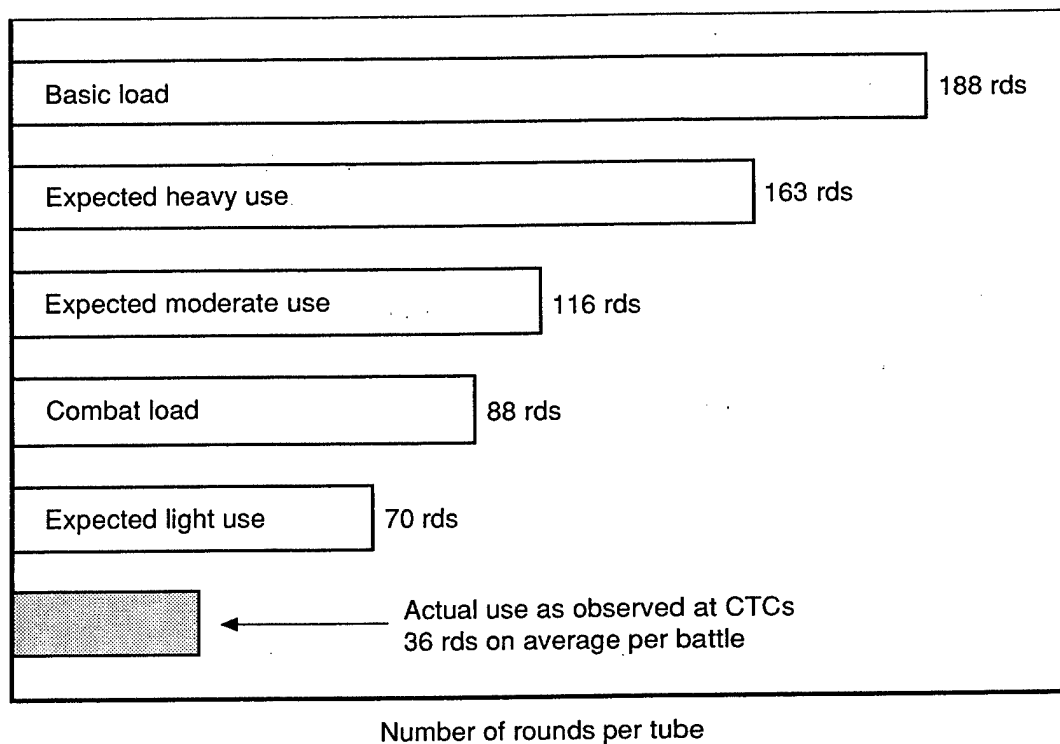 Basic load
188 rds
Expected heavy use
163 rds
Expected moderate use
116 rds
Combat load
88 rds
Expected light use
70 rds
Actual use as observed at CTCs
36 rds on average per battle
Number of rounds per tube